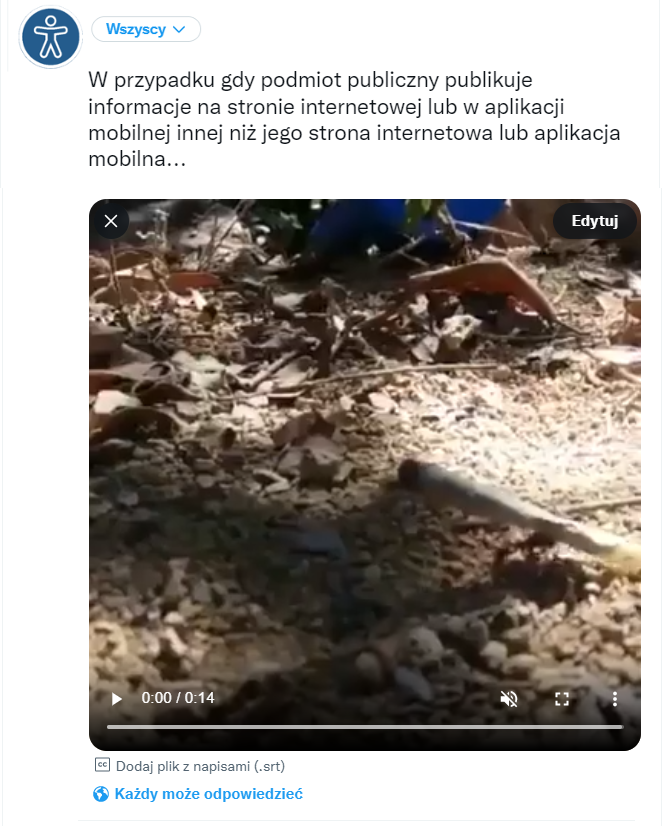 Wszyscy
W przypadku gdy podmiot publiczny publikuje
informacje na stronie internetowej lub w aplikacji
mobilnej innej niż jego strona internetowa lub aplikacja
mobilna...
Edytuj
0:00 / 0:14
cc Dodaj plik z napisami (.srt)
Każdy może odpowiedzieć